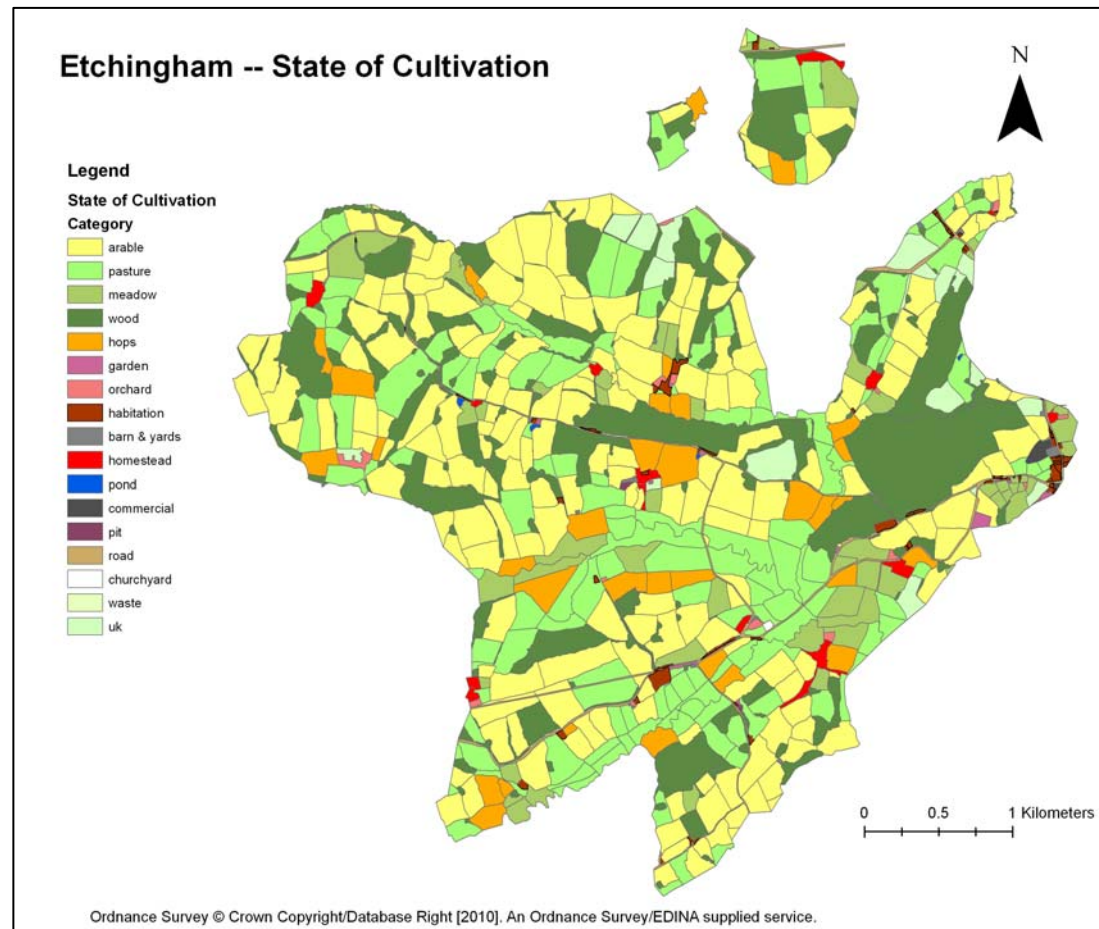 Etchingham -- State of Cultivation
N
Legend
State of Cultivation
Category
arable
pasture
meadow
wood
hops
garden
orchard
habitation
barn & yards
homestead
pond
commercial
pit
road
churchyard
waste
uk
0 0.5 1 Kilometers
Ordnance Survey © Crown Copyright/Database Right [2010]. An Ordnance Survey/EDINA supplied service.